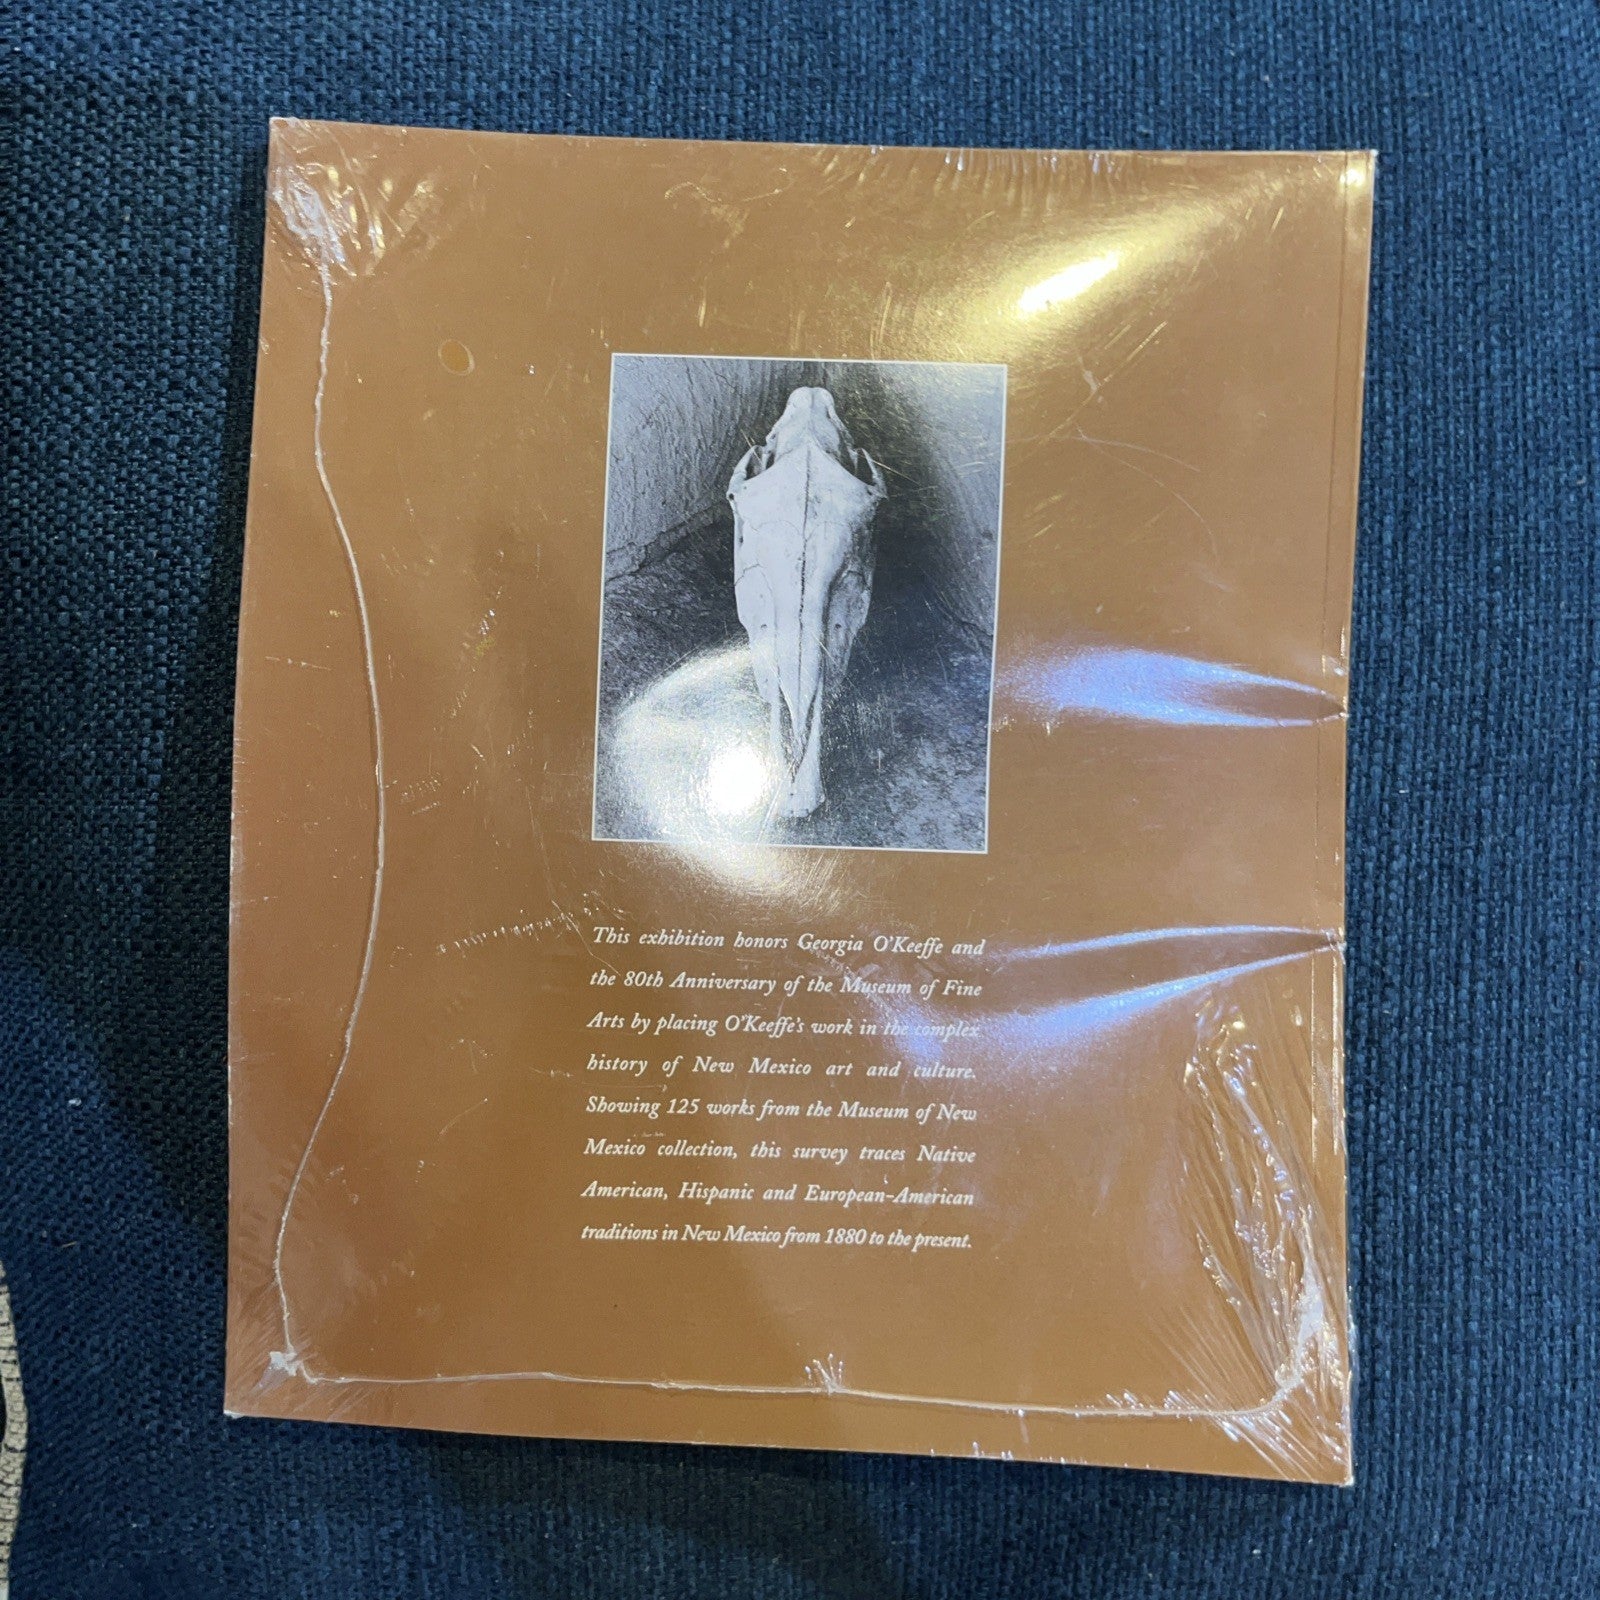 This exhibition honors Georgia O'Keeffe and
the 80th Anniversary of the Museum of Fine
Arts by placing O'Keeffe's work in the complex
history of New Mexico art and culture.
Showing 125 works from the Museum of New
Mexico collection, this survey traces Native
American, Hispanic and European-American
traditions in New Mexico from 1880 to the present.